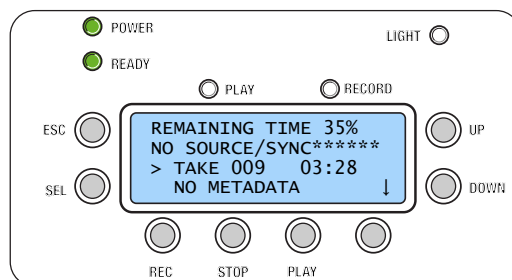 POWER
LIGHT
READY
PLAY
RECORD
ESC
REMAINING TIME 35%
UP
NO SOURCE/SYNC******
> TAKE 009 03:28
SEL
NO METADATA ↓
DOWN
REC
STOP
PLAY